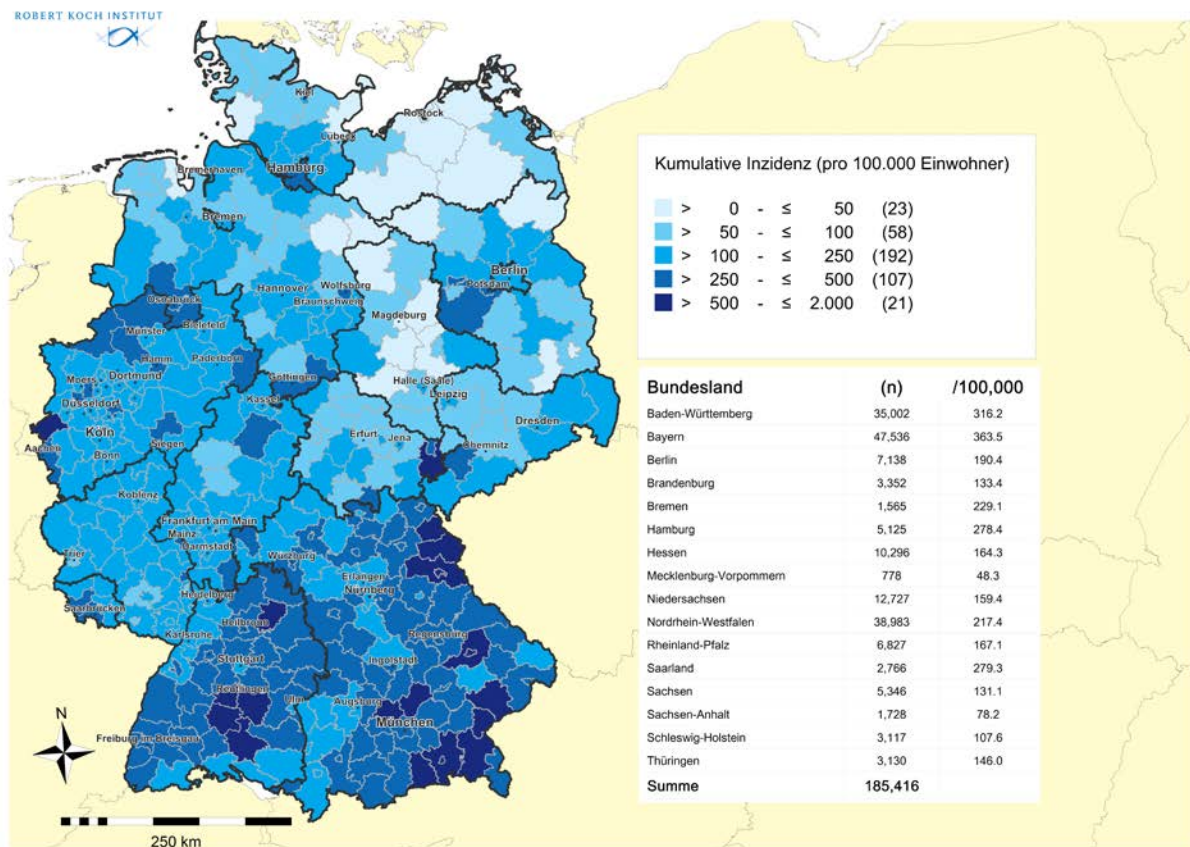 ROBERT KOCH INSTITUT
Kiel
Rostock
Lübeck
Hamburg
Bremerhaven
Bremen
Berlin
Potsdam
Wolfsburg
Hannover
Braunschweig
Osnabrück
Magdeburg
Bielefeld
Münster
Hamm
Paderborn
Moers
Dortmund
Göttingen
Halle (Saale)
Leipzig
Düsseldorf
Kassel
Dresden
Köln
Erfurt
Jena
Chemnitz
Aachen
Siegen
Bonn
Koblenz
Frankfurt am Main
Mainz
Darmstadt
Würzburg
Trier
Erlangen
Nürnberg
Heidelberg
Saarbrücken
Heilbronn
Karlsruhe
Regensburg
Stuttgart
Ingolstadt
Reutlingen
Ulm
Augsburg
München
Freiburg im Breisgau
N
250 km
Kumulative Inzidenz (pro 100.000 Einwohner)
> 0 - ≤ 50 (23)
> 50 - ≤ 100 (58)
> 100 - ≤ 250 (192)
> 250 - ≤ 500 (107)
> 500 - ≤ 2.000 (21)
Bundesland (n) /100,000
Baden-Württemberg 35,002 316.2
Bayern 47,536 363.5
Berlin 7,138 190.4
Brandenburg 3,352 133.4
Bremen 1,565 229.1
Hamburg 5,125 278.4
Hessen 10,296 164.3
Mecklenburg-Vorpommern 778 48.3
Niedersachsen 12,727 159.4
Nordrhein-Westfalen 38,983 217.4
Rheinland-Pfalz 6,827 167.1
Saarland 2,766 279.3
Sachsen 5,346 131.1
Sachsen-Anhalt 1,728 78.2
Schleswig-Holstein 3,117 107.6
Thüringen 3,130 146.0
Summe 185,416